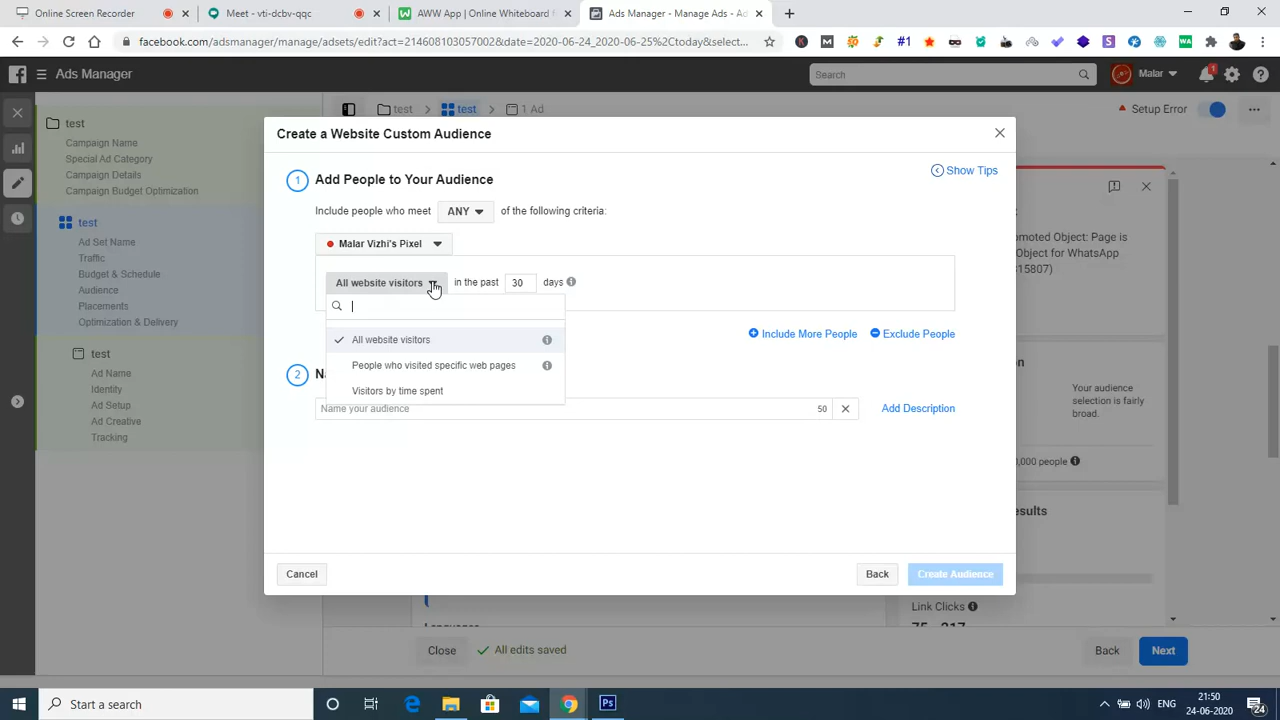 Online Screen Recorder
Meet - vti-dcbv-qqc
AWW App | Online Whiteboard f
Ads Manager - Manage Ads - Ad
facebook.com/adsmanager/manage/adsets/edit?act=214608103057002&date=2020-06-24_2020-06-25%2Ctoday&select...
Ads Manager
Search
Malar
1
test
test
1 Ad
Setup Error
test
Campaign Name
Special Ad Category
Campaign Details
Campaign Budget Optimization
test
Ad Set Name
Traffic
Budget & Schedule
Audience
Placements
Optimization & Delivery
test
Ad Name
Identity
Ad Setup
Ad Creative
Tracking
Create a Website Custom Audience
Show Tips
1 Add People to Your Audience
Include people who meet ANY of the following criteria:
Malar Vizhi's Pixel
All website visitors in the past 30 days
All website visitors
People who visited specific web pages
Visitors by time spent
Include More People
Exclude People
2
Name your audience
50
Add Description
Cancel
Back
Create Audience
omoted Object: Page is
Object for WhatsApp
315807)
Your audience
selection is fairly
broad.
,000 people
esults
Link Clicks
Close
All edits saved
Back
Next
Type here to search
ENG
21:50
24-06-2020
24